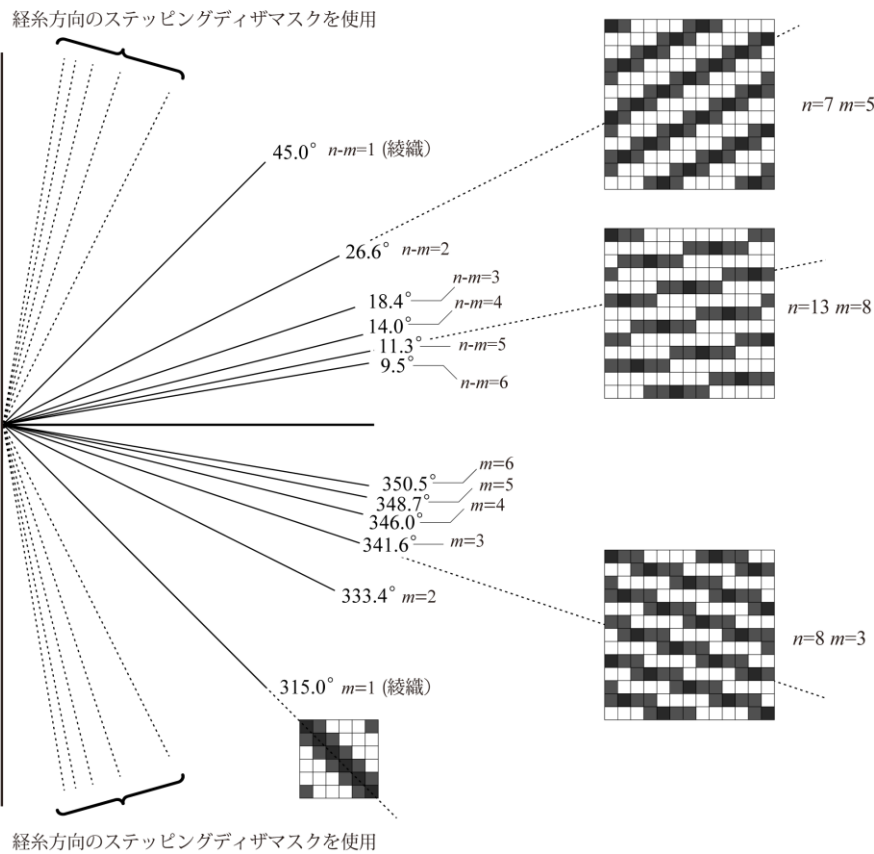 経糸方向のステッピングディザマスクを使用
n=7 m=5
45.0° n-m=1 (綾織)
26.6° n-m=2
n-m=3
18.4°
n-m=4
14.0°
n=13 m=8
11.3° n-m=5
9.5°
n-m=6
m=6
350.5°
m=5
348.7°
m=4
346.0°
341.6° m=3
333.4° m=2
n=8 m=3
315.0° m=1 (綾織)
経糸方向のステッピングディザマスクを使用